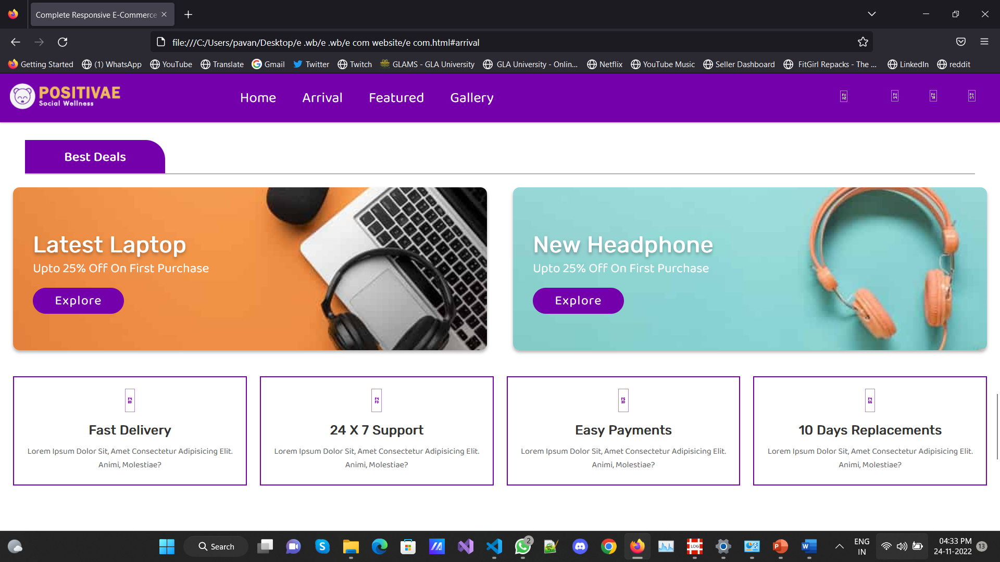 Complete Responsive E-Commerce
file:///C:/Users/pavan/Desktop/e .wb/e .wb/e com website/e com.html#arrival
Getting Started (1) WhatsApp YouTube Translate Gmail Twitter Twitch GLAMS - GLA University GLA University - Onlin... Netflix YouTube Music Seller Dashboard FitGirl Repacks - The ... LinkedIn reddit
POSITIVAE
Social Wellness
Home Arrival Featured Gallery
Best Deals
Latest Laptop
Upto 25% Off On First Purchase
Explore
New Headphone
Upto 25% Off On First Purchase
Explore
Fast Delivery
Lorem Ipsum Dolor Sit, Amet Consectetur Adipisicing Elit.
Animi, Molestiae?
24 X 7 Support
Lorem Ipsum Dolor Sit, Amet Consectetur Adipisicing Elit.
Animi, Molestiae?
Easy Payments
Lorem Ipsum Dolor Sit, Amet Consectetur Adipisicing Elit.
Animi, Molestiae?
10 Days Replacements
Lorem Ipsum Dolor Sit, Amet Consectetur Adipisicing Elit.
Animi, Molestiae?
Search
2
LOG
ENG
IN
04:33 PM
24-11-2022
13